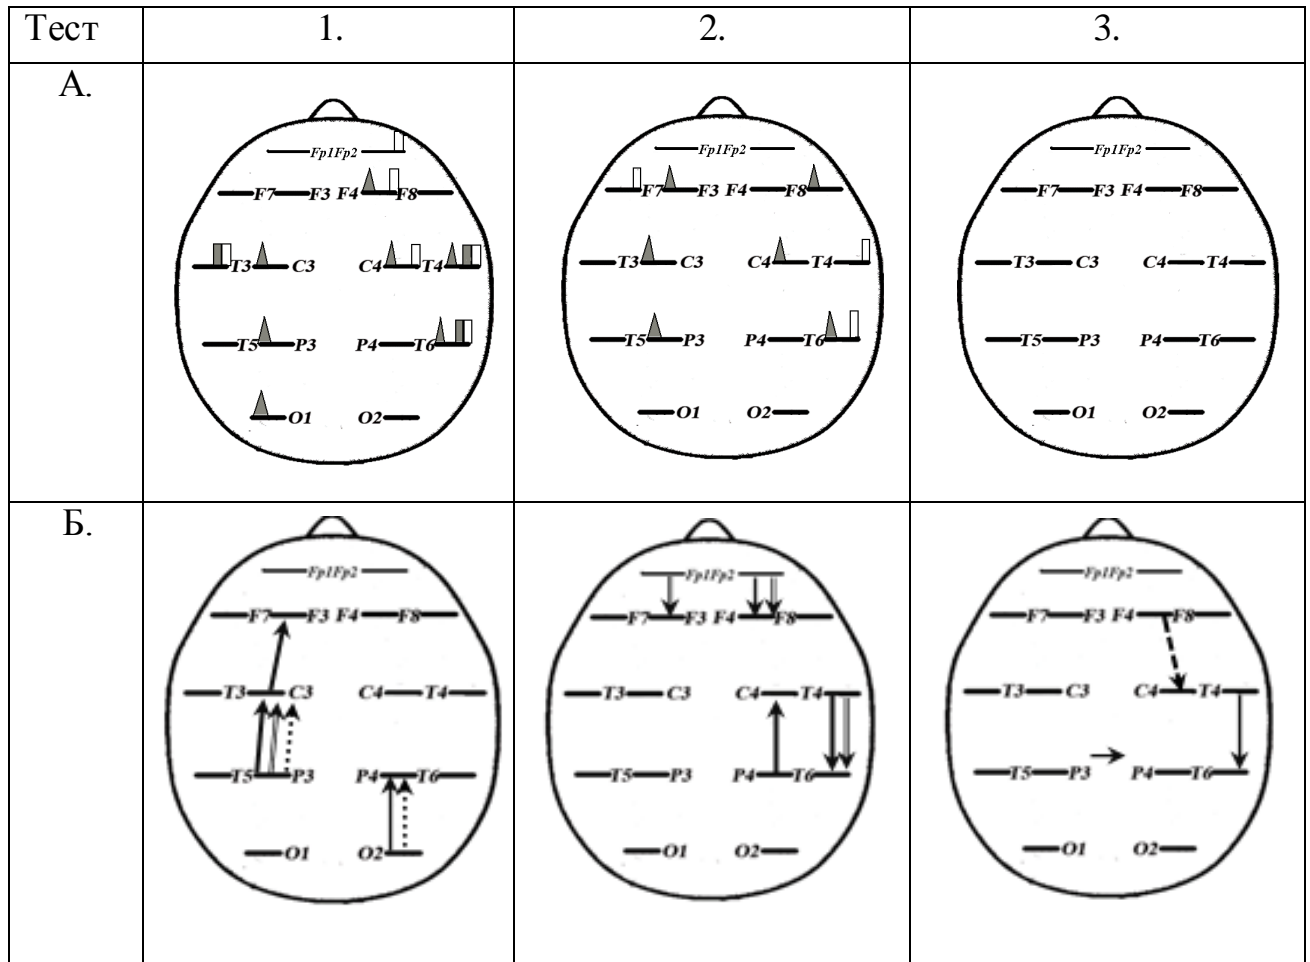 Тест 1. 2. 3.
А.
Fp1Fp2 Fp1Fp2 Fp1Fp2
F7 F3 F4 F8 F7 F3 F4 F8 F7 F3 F4 F8
T3 C3 C4 T4 T3 C3 C4 T4 T3 C3 C4 T4
T5 P3 P4 T6 T5 P3 P4 T6 T5 P3 P4 T6
O1 O2 O1 O2 O1 O2
Б.
Fp1Fp2 Fp1Fp2 Fp1Fp2
F7 F3 F4 F8 F7 F3 F4 F8 F7 F3 F4 F8
T3 C3 C4 T4 T3 C3 C4 T4 T3 C3 C4 T4
T5 P3 P4 T6 T5 P3 P4 T6 T5 P3 P4 T6
O1 O2 O1 O2 O1 O2